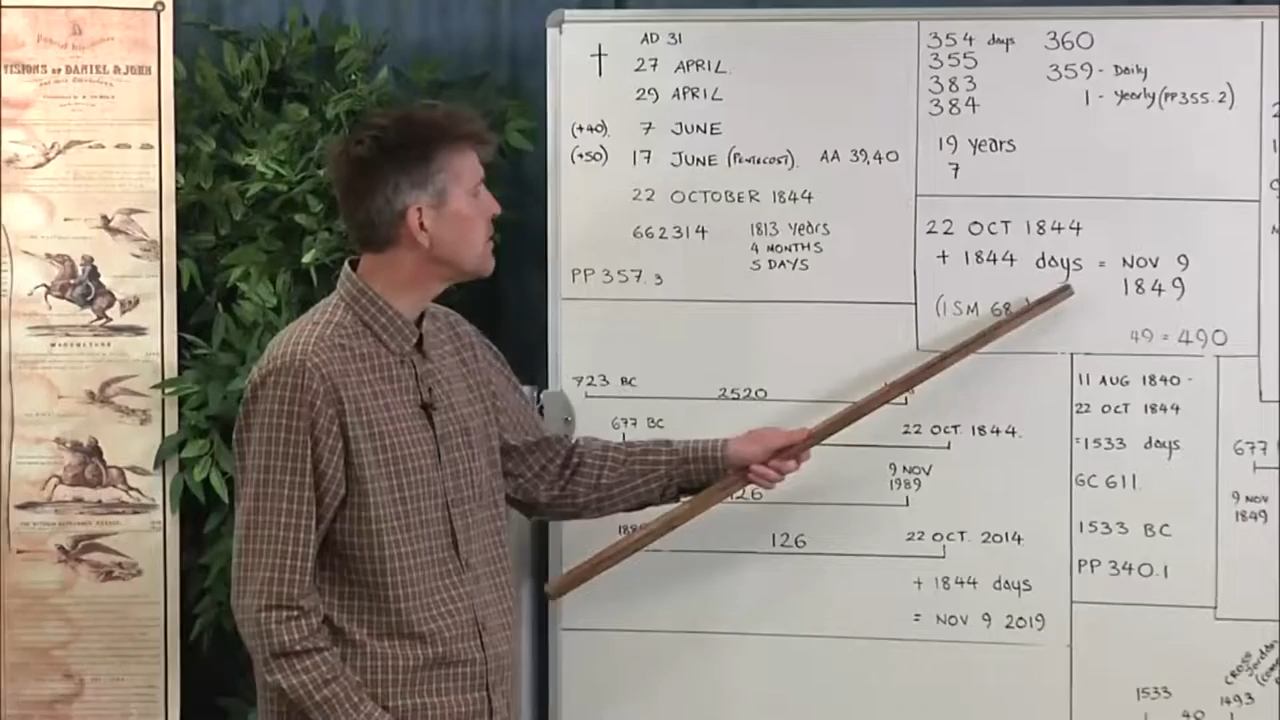 VISIONS OF DANIEL & JOHN
AD 31
27 APRIL.
29 APRIL
(+40) 7 JUNE
(+50) 17 JUNE (PENTECOST). AA 39,40
22 OCTOBER 1844
662314 1813 years
4 MONTHS
5 DAYS
PP 357.3
354 days 360
355 359 - Daily
383 1 - yearly (PP355.2)
384
19 years
7
22 OCT 1844
+ 1844 days = NOV 9
1849
(1SM 68
49 = 490
723 BC
2520
677 BC
22 OCT. 1844.
9 NOV
1989
126
126
22 OCT. 2014
+ 1844 days
= NOV 9 2019
11 AUG 1840 -
22 OCT 1844
=1533 days
GC 611
1533 BC
PP 340.1
677
9 NOV
1849
CROSS
Jordan
1533
40
1493